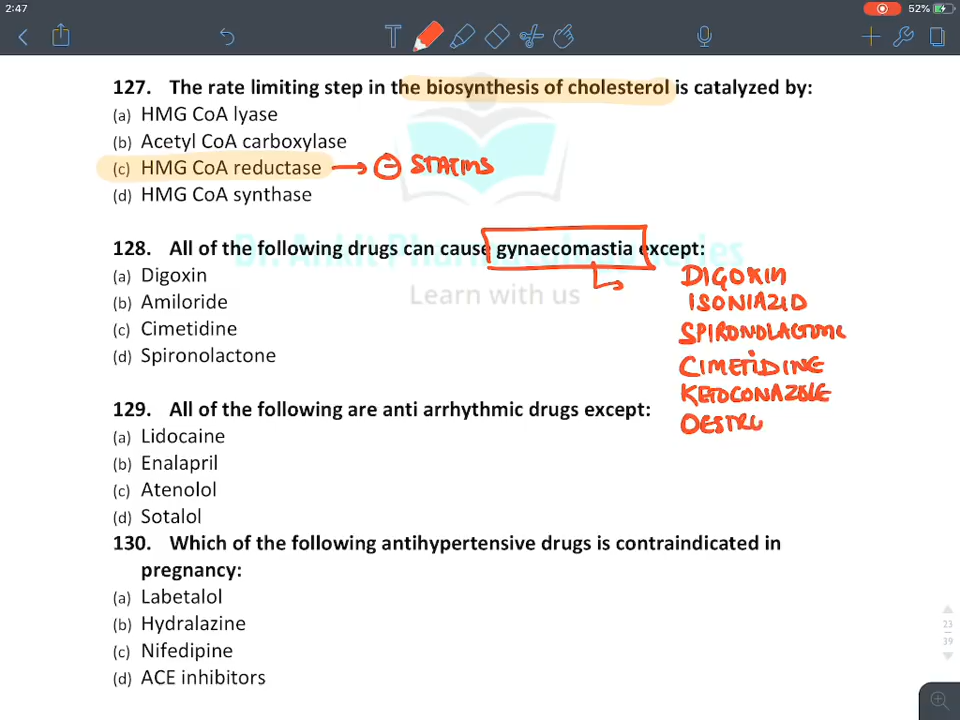 2:47
52%
T
127. The rate limiting step in the biosynthesis of cholesterol is catalyzed by:
(a) HMG CoA lyase
(b) Acetyl CoA carboxylase
(c) HMG CoA reductase → ⊖ STATINS
(d) HMG CoA synthase
128. All of the following drugs can cause gynaecomastia except:
(a) Digoxin
(b) Amiloride
(c) Cimetidine
(d) Spironolactone
DIGOXIN
ISONIAZID
SPIRONOLACTONE
CIMETIDINE
KETOCONAZOLE
OESTRO
Learn with us
129. All of the following are anti arrhythmic drugs except:
(a) Lidocaine
(b) Enalapril
(c) Atenolol
(d) Sotalol
130. Which of the following antihypertensive drugs is contraindicated in
pregnancy:
(a) Labetalol
(b) Hydralazine
(c) Nifedipine
(d) ACE inhibitors
23
39